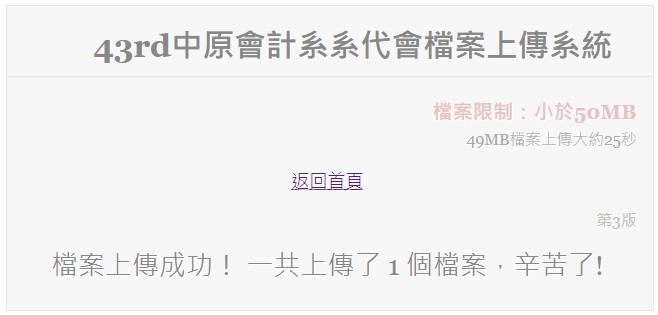 43rd中原會計系系代會檔案上傳系統
檔案限制：小於50MB
49MB檔案上傳大約25秒
返回首頁
第3版
檔案上傳成功！ 一共上傳了 1 個檔案，辛苦了!